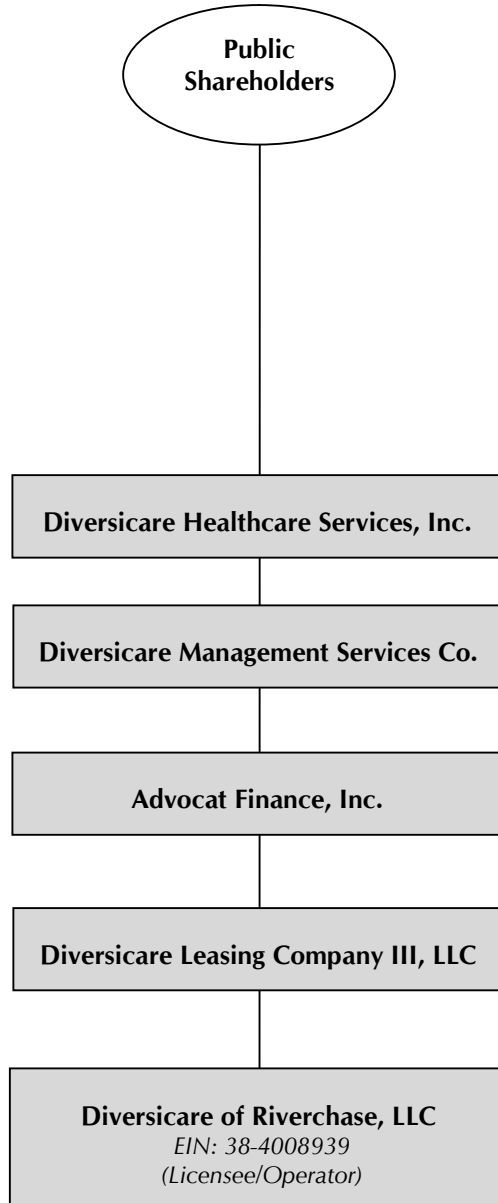 Public
Shareholders
Diversicare Healthcare Services, Inc.
Diversicare Management Services Co.
Advocat Finance, Inc.
Diversicare Leasing Company III, LLC
Diversicare of Riverchase, LLC
EIN: 38-4008939
(Licensee/Operator)